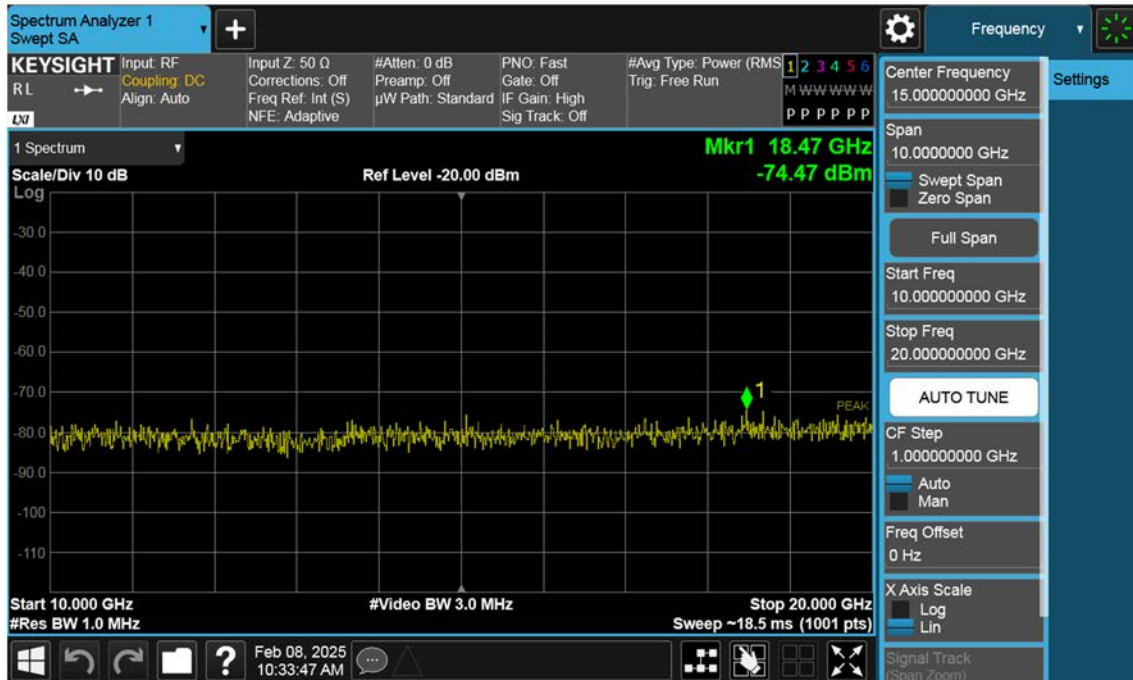 Spectrum Analyzer 1
Swept SA
Frequency
KEYSIGHT
RL
LXI
Input: RF
Coupling: DC
Align: Auto
Input Z: 50 Ω
Corrections: Off
Freq Ref: Int (S)
NFE: Adaptive
#Atten: 0 dB
Preamp: Off
µW Path: Standard
PNO: Fast
Gate: Off
IF Gain: High
Sig Track: Off
#Avg Type: Power (RMS
Trig: Free Run
1 2 3 4 5 6
M W W W W W
P P P P P P
1 Spectrum
Mkr1 18.47 GHz
Scale/Div 10 dB
Ref Level -20.00 dBm
-74.47 dBm
Log
-30.0
-40.0
-50.0
-60.0
-70.0
-80.0
-90.0
-100
-110
1
PEAK
Start 10.000 GHz
#Video BW 3.0 MHz
Stop 20.000 GHz
#Res BW 1.0 MHz
Sweep ~18.5 ms (1001 pts)
Feb 08, 2025
10:33:47 AM
Center Frequency
15.000000000 GHz
Settings
Span
10.0000000 GHz
Swept Span
Zero Span
Full Span
Start Freq
10.000000000 GHz
Stop Freq
20.000000000 GHz
AUTO TUNE
CF Step
1.000000000 GHz
Auto
Man
Freq Offset
0 Hz
X Axis Scale
Log
Lin
Signal Track
(Span Zoom)